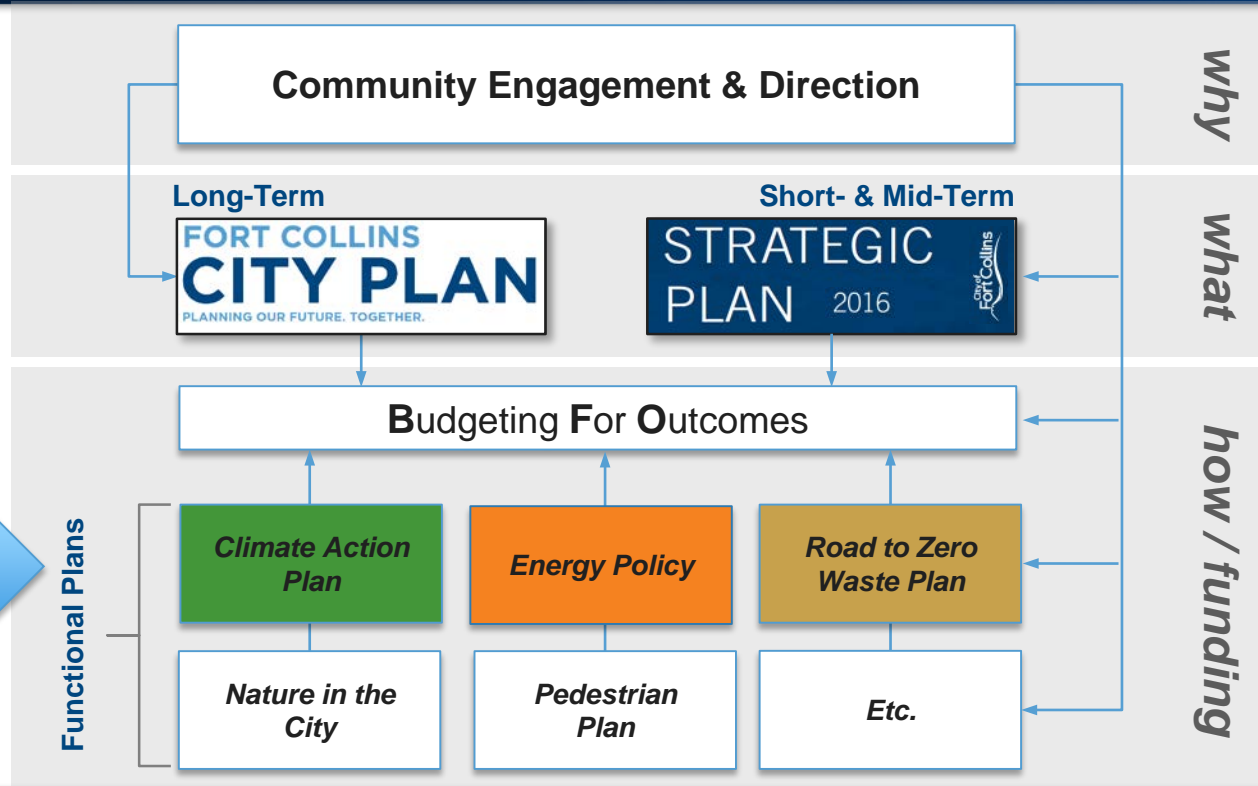 Community Engagement & Direction
why
Long-Term
Short- & Mid-Term
FORT COLLINS
CITY PLAN
PLANNING OUR FUTURE. TOGETHER.
STRATEGIC
PLAN 2016
City of
Fort Collins
what
Budgeting For Outcomes
how / funding
Functional Plans
Climate Action
Plan
Energy Policy
Road to Zero
Waste Plan
Nature in the
City
Pedestrian
Plan
Etc.